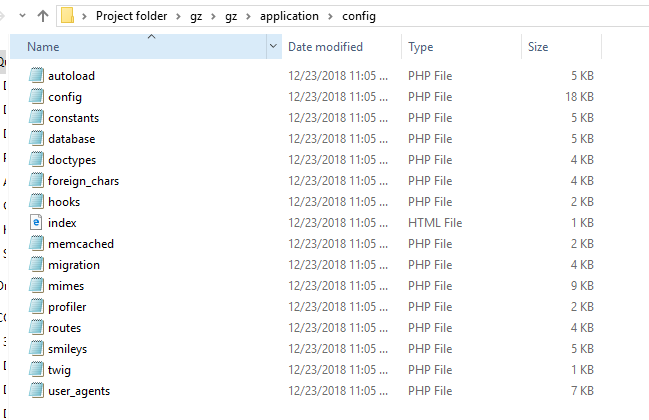 Project folder > gz > gz > application > config
Name Date modified Type Size
autoload 12/23/2018 11:05 ... PHP File 5 KB
config 12/23/2018 11:05 ... PHP File 18 KB
constants 12/23/2018 11:05 ... PHP File 5 KB
database 12/23/2018 11:05 ... PHP File 5 KB
doctypes 12/23/2018 11:05 ... PHP File 4 KB
foreign_chars 12/23/2018 11:05 ... PHP File 4 KB
hooks 12/23/2018 11:05 ... PHP File 2 KB
index 12/23/2018 11:05 ... HTML File 1 KB
memcached 12/23/2018 11:05 ... PHP File 2 KB
migration 12/23/2018 11:05 ... PHP File 4 KB
mimes 12/23/2018 11:05 ... PHP File 9 KB
profiler 12/23/2018 11:05 ... PHP File 2 KB
routes 12/23/2018 11:05 ... PHP File 4 KB
smileys 12/23/2018 11:05 ... PHP File 5 KB
twig 12/23/2018 11:05 ... PHP File 1 KB
user_agents 12/23/2018 11:05 ... PHP File 7 KB